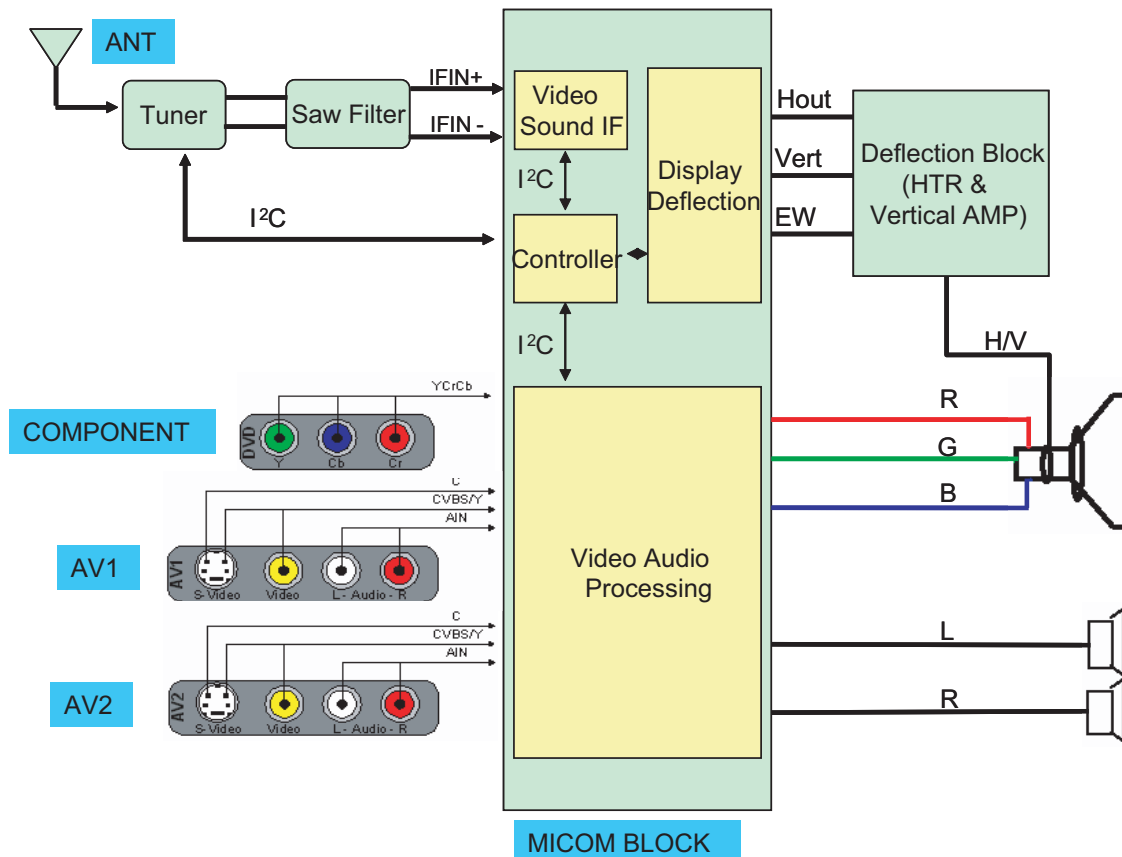 ANT
Tuner
Saw Filter
IFIN+
IFIN -
I²C
Video
Sound IF
I²C
Controller
I²C
Display
Deflection
Hout
Vert
EW
Deflection Block
(HTR &
Vertical AMP)
H/V
COMPONENT
DVD
Y
Cb
Cr
YCrCb
AV1
AV1
S-Video
Video
L - Audio - R
C
CVBS/Y
AIN
AV2
AV2
S-Video
Video
L - Audio - R
C
CVBS/Y
AIN
Video Audio
Processing
R
G
B
L
R
MICOM BLOCK